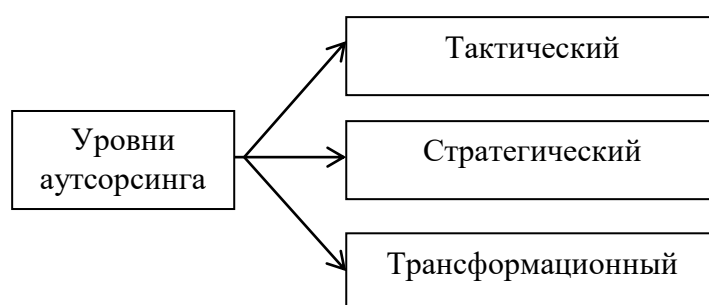 Тактический
Уровни
аутсорсинга
Стратегический
Трансформационный